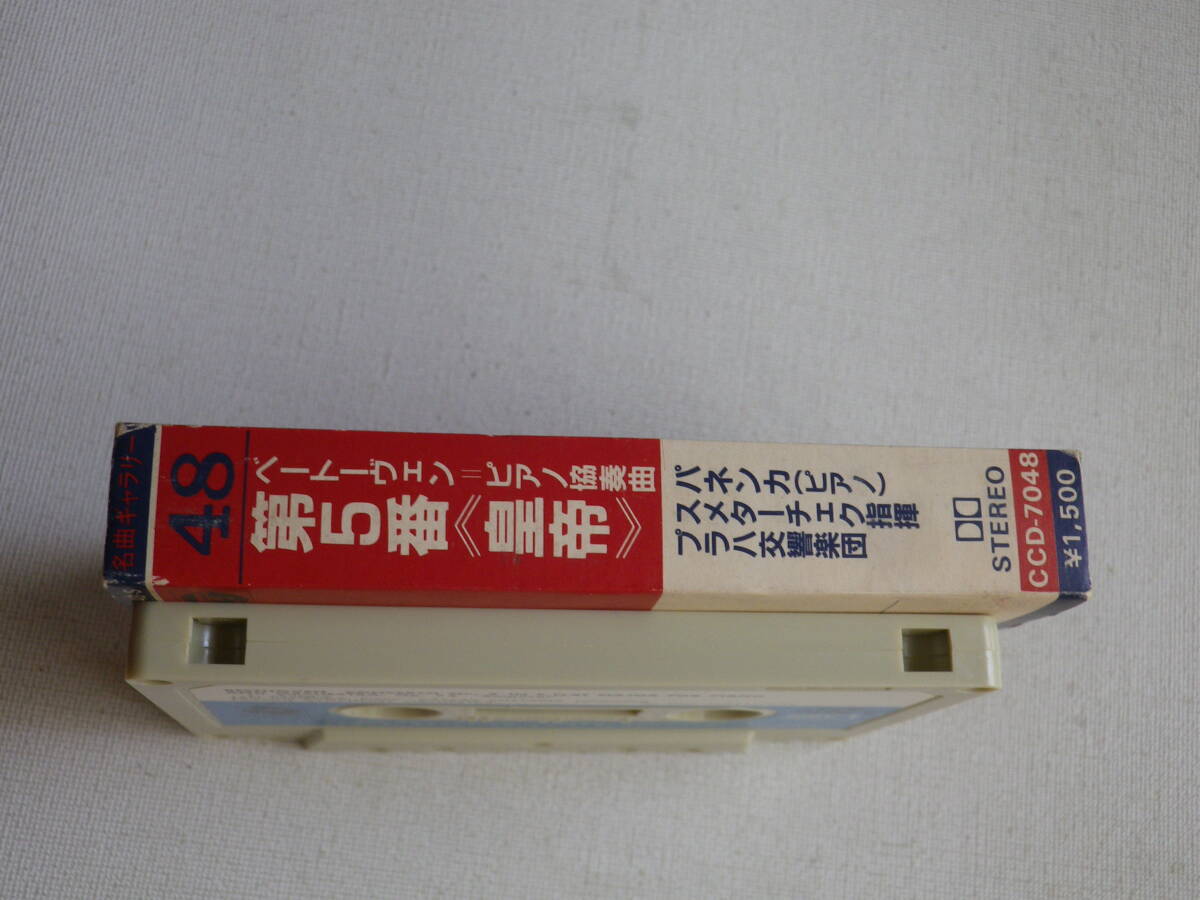 名曲ギャラリー
48
ベートーヴェン＝ピアノ協奏曲
第5番《皇帝》
パネンカ(ピアノ)
スメターチェク指揮
プラハ交響楽団
STEREO
CCD-7048
¥1,500